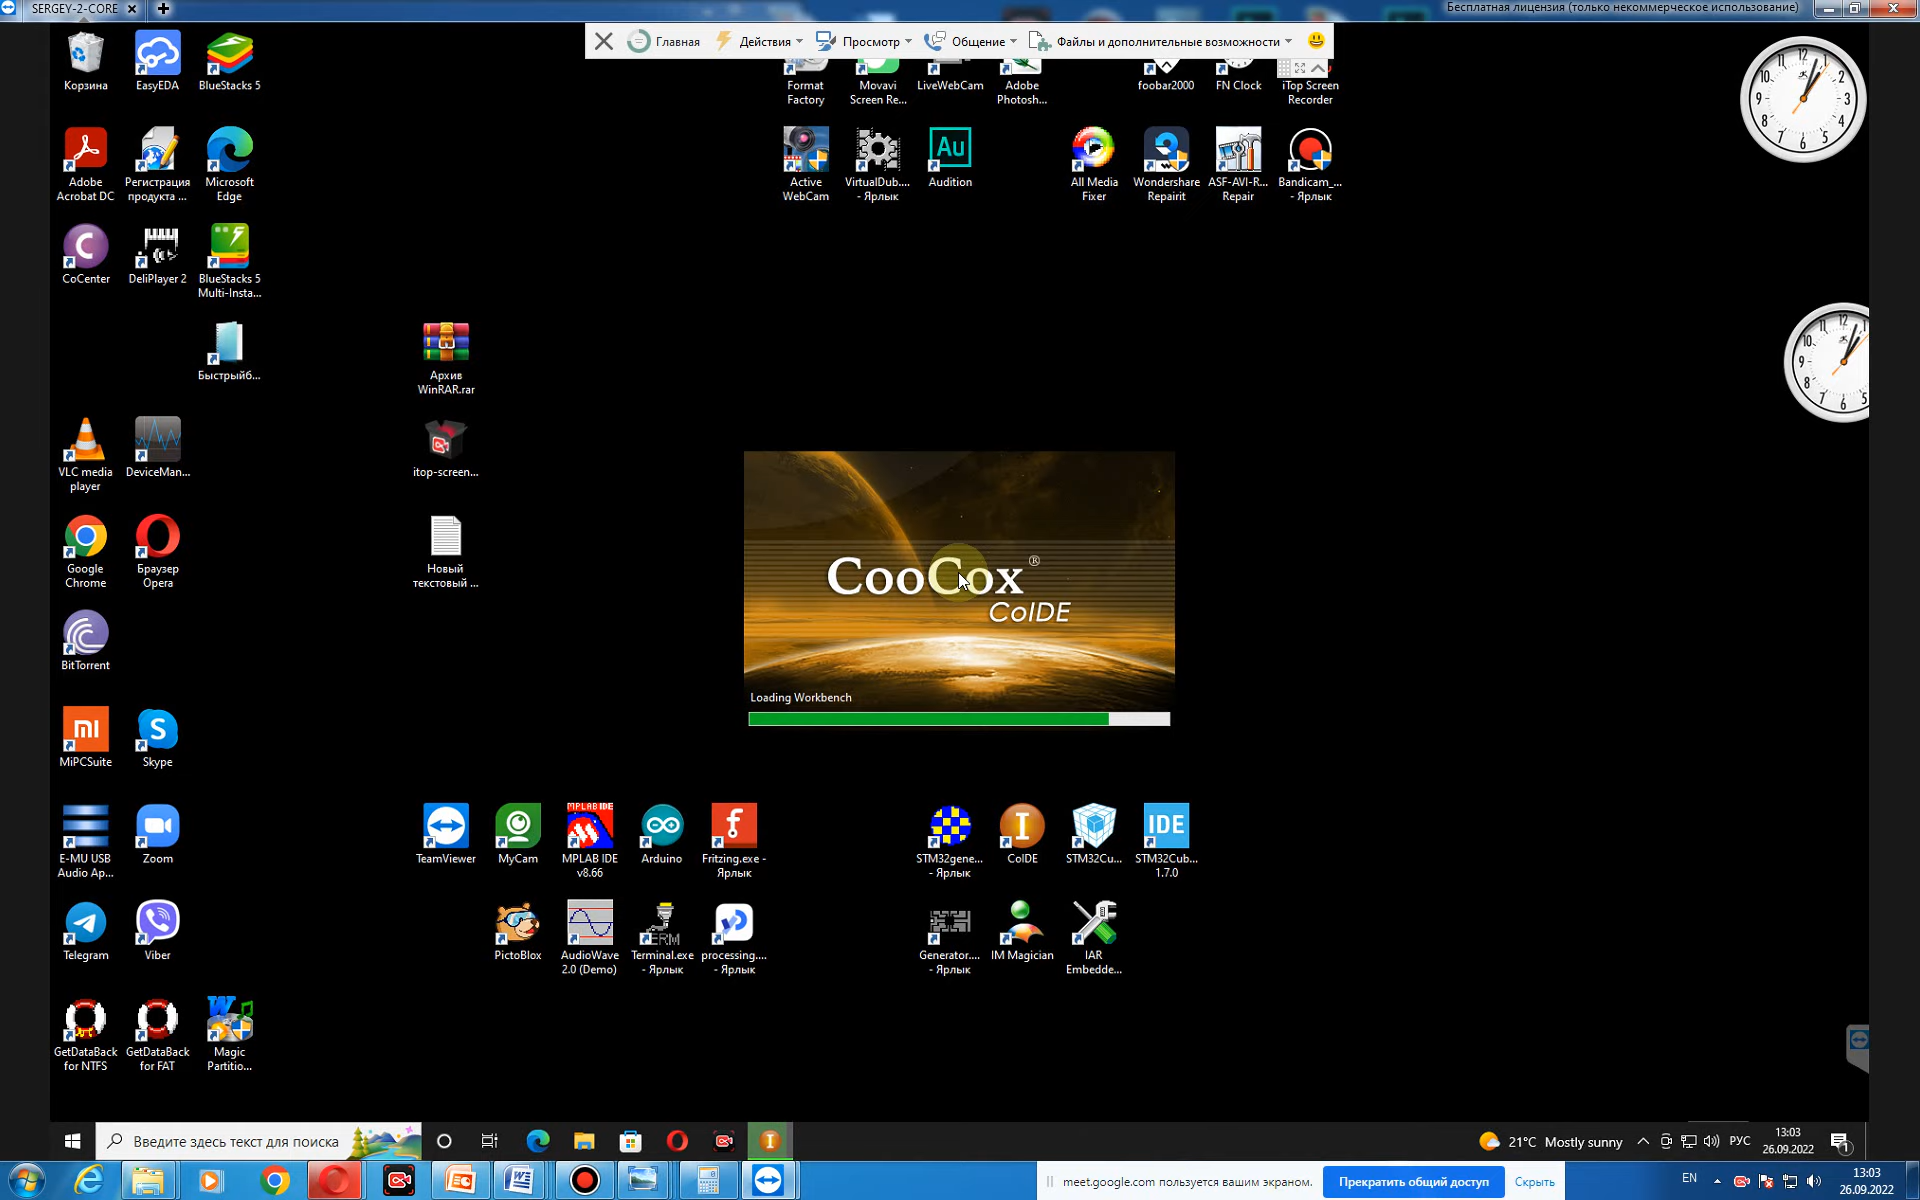 SERGEY-2-CORE
Бесплатная лицензия (только некоммерческое использование)
Главная
Действия
Просмотр
Общение
Файлы и дополнительные возможности
Корзина
EasyEDA
BlueStacks 5
Format
Factory
Movavi
Screen Re...
LiveWebCam
Adobe
Photosh...
foobar2000
FN Clock
iTop Screen
Recorder
Adobe
Acrobat DC
Регистрация
продукта ...
Microsoft
Edge
Active
WebCam
VirtualDub....
- Ярлык
Au
Audition
All Media
Fixer
Wondershare
Repairit
ASF-AVI-R...
Repair
Bandicam_...
- Ярлык
CoCenter
DeliPlayer 2
BlueStacks 5
Multi-Insta...
Быстрыйб...
Архив
WinRAR.rar
VLC media
player
DeviceMan...
itop-screen...
Google
Chrome
Браузер
Opera
Новый
текстовый ...
CooCox®
CoIDE
Loading Workbench
BitTorrent
MiPCSuite
Skype
E-MU USB
Audio Ap...
Zoom
TeamViewer
MyCam
MPLAB IDE
MPLAB IDE
v8.66
Arduino
Fritzing.exe -
Ярлык
STM32gene...
- Ярлык
CoIDE
STM32Cu...
IDE
STM32Cub...
1.7.0
Telegram
Viber
PictoBlox
AudioWave
2.0 (Demo)
Terminal.exe
- Ярлык
processing....
- Ярлык
Generator....
- Ярлык
IM Magician
IAR
Embedde...
GetDataBack
for NTFS
GetDataBack
for FAT
Magic
Partitio...
Введите здесь текст для поиска
21°C Mostly sunny
РУС
13:03
26.09.2022
meet.google.com пользуется вашим экраном.
Прекратить общий доступ
Скрыть
EN
13:03
26.09.2022